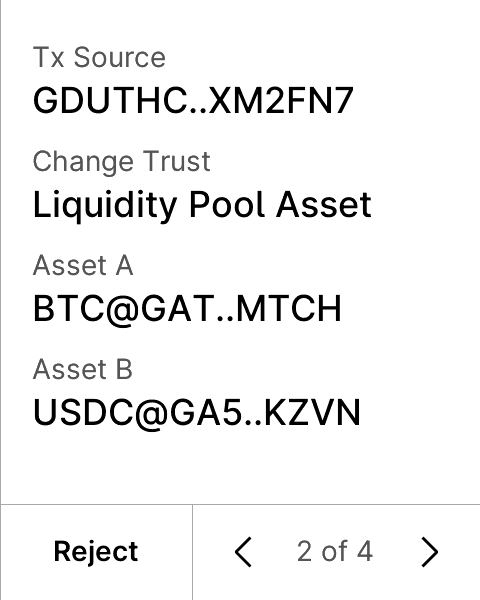 Tx Source
GDUTHC..XM2FN7
Change Trust
Liquidity Pool Asset
Asset A
BTC@GAT..MTCH
Asset B
USDC@GA5..KZVN
Reject
2 of 4